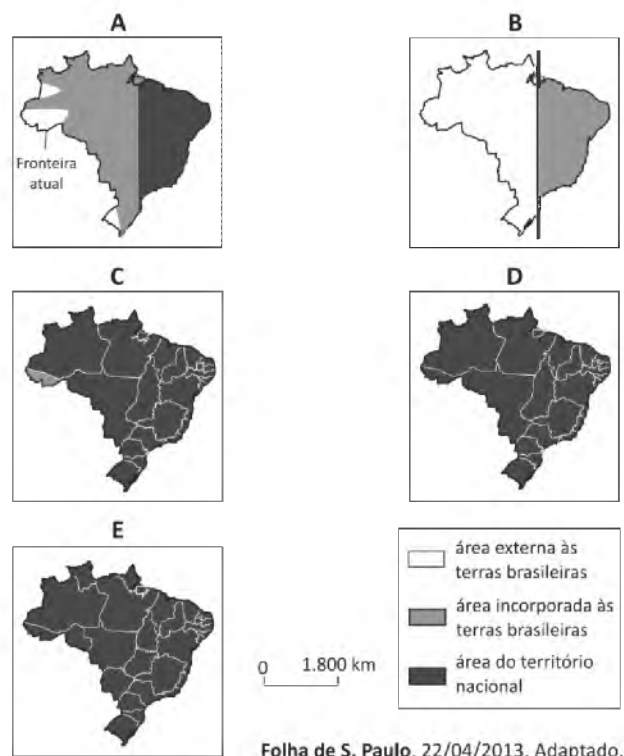 A
B
Fronteira
atual
C
D
E
área externa às
terras brasileiras
área incorporada às
terras brasileiras
área do território
nacional
0 1.800 km
Folha de S. Paulo, 22/04/2013. Adaptado.